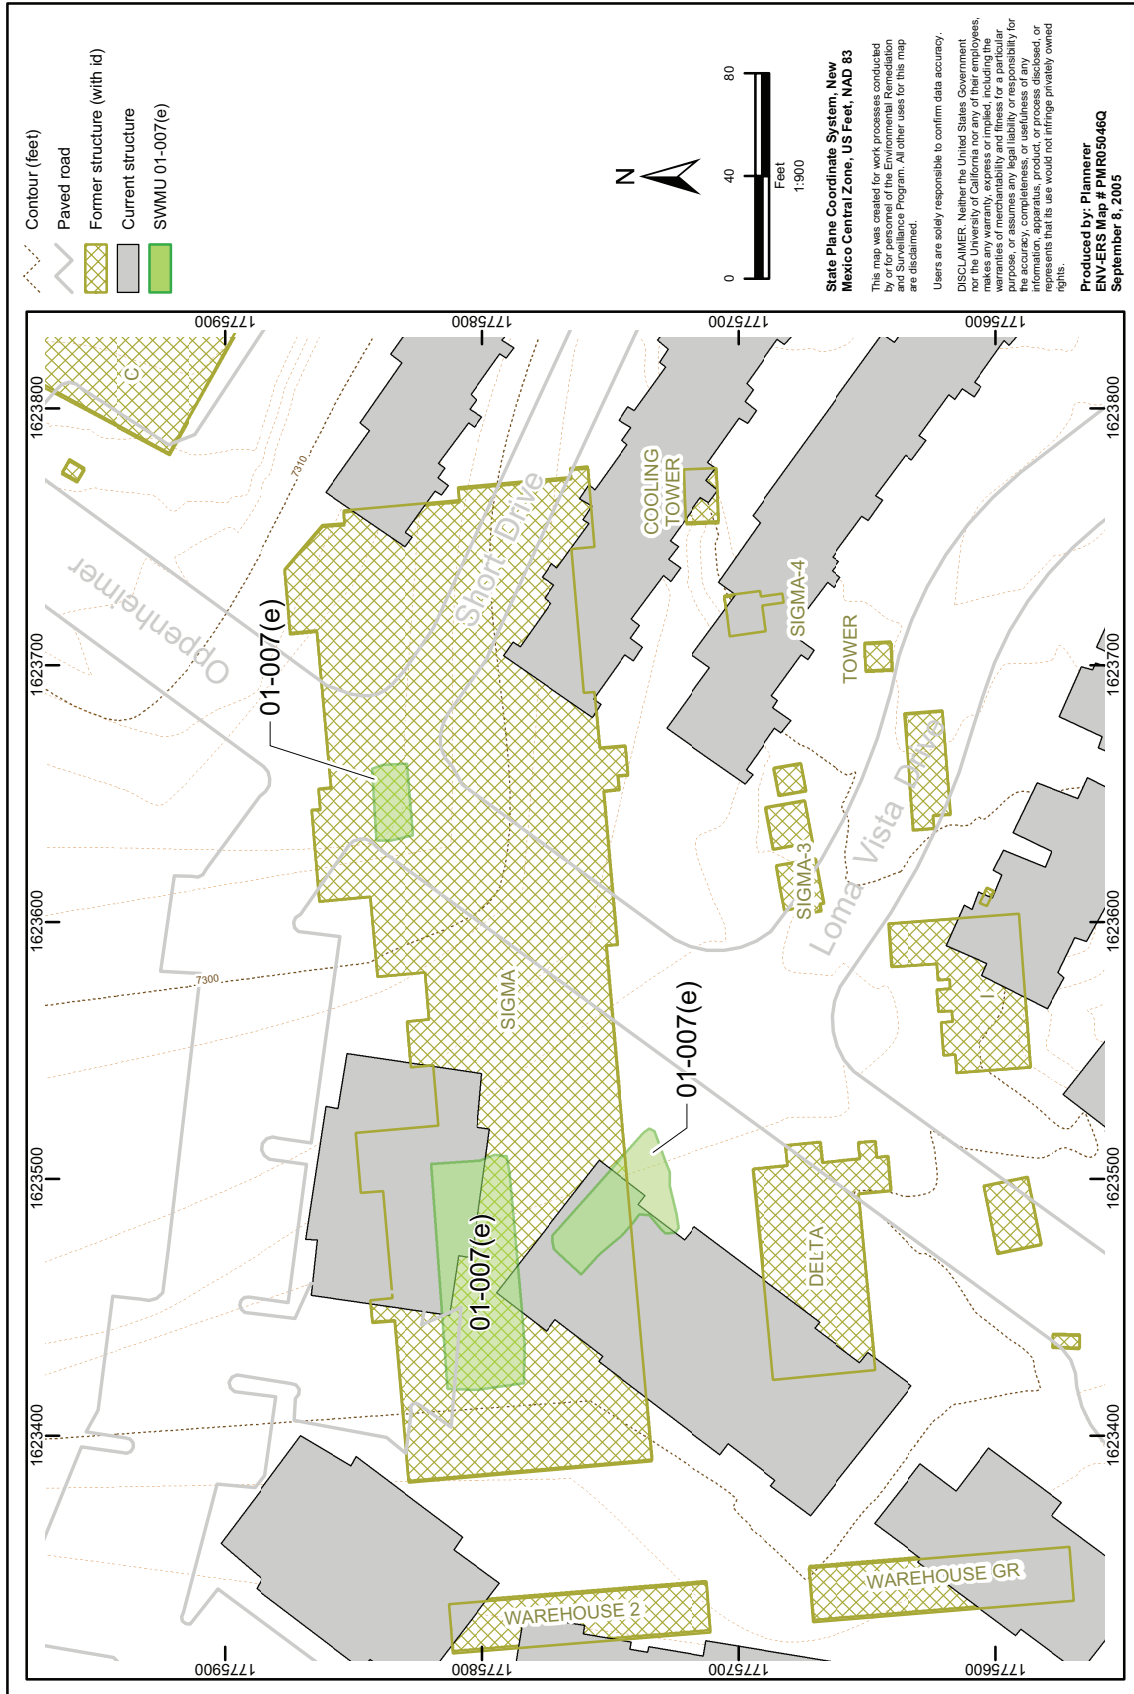 Contour (feet)
Paved road
Former structure (with id)
Current structure
SWMU 01-007(e)
N
0 40 80
Feet
1:900
State Plane Coordinate System, New
Mexico Central Zone, US Feet, NAD 83
This map was created for work processes conducted
by or for personnel of the Environmental Remediation
and Surveillance Program. All other uses for this map
are disclaimed.
Users are solely responsible to confirm data accuracy.
DISCLAIMER. Neither the United States Government
nor the University of California nor any of their employees,
makes any warranty, express or implied, including the
warranties of merchantability and fitness for a particular
purpose, or assumes any legal liability or responsibility for
the accuracy, completeness, or usefulness of any
information, apparatus, product, or process disclosed, or
represents that its use would not infringe privately owned
rights.
Produced by: Plannerer
ENV-ERS Map # PMR05046Q
September 8, 2005
1623400
1623500
1623600
1623700
1623800
1775900
1775800
1775700
1775600
1775900
1775800
1775700
1775600
1623400
1623500
1623600
1623700
1623800
C
7310
Oppenheimer
01-007(e)
Short Drive
COOLING
TOWER
7300
SIGMA
SIGMA-4
TOWER
01-007(e)
01-007(e)
SIGMA-3
Loma Vista Drive
I
DELTA
WAREHOUSE 2
WAREHOUSE GR